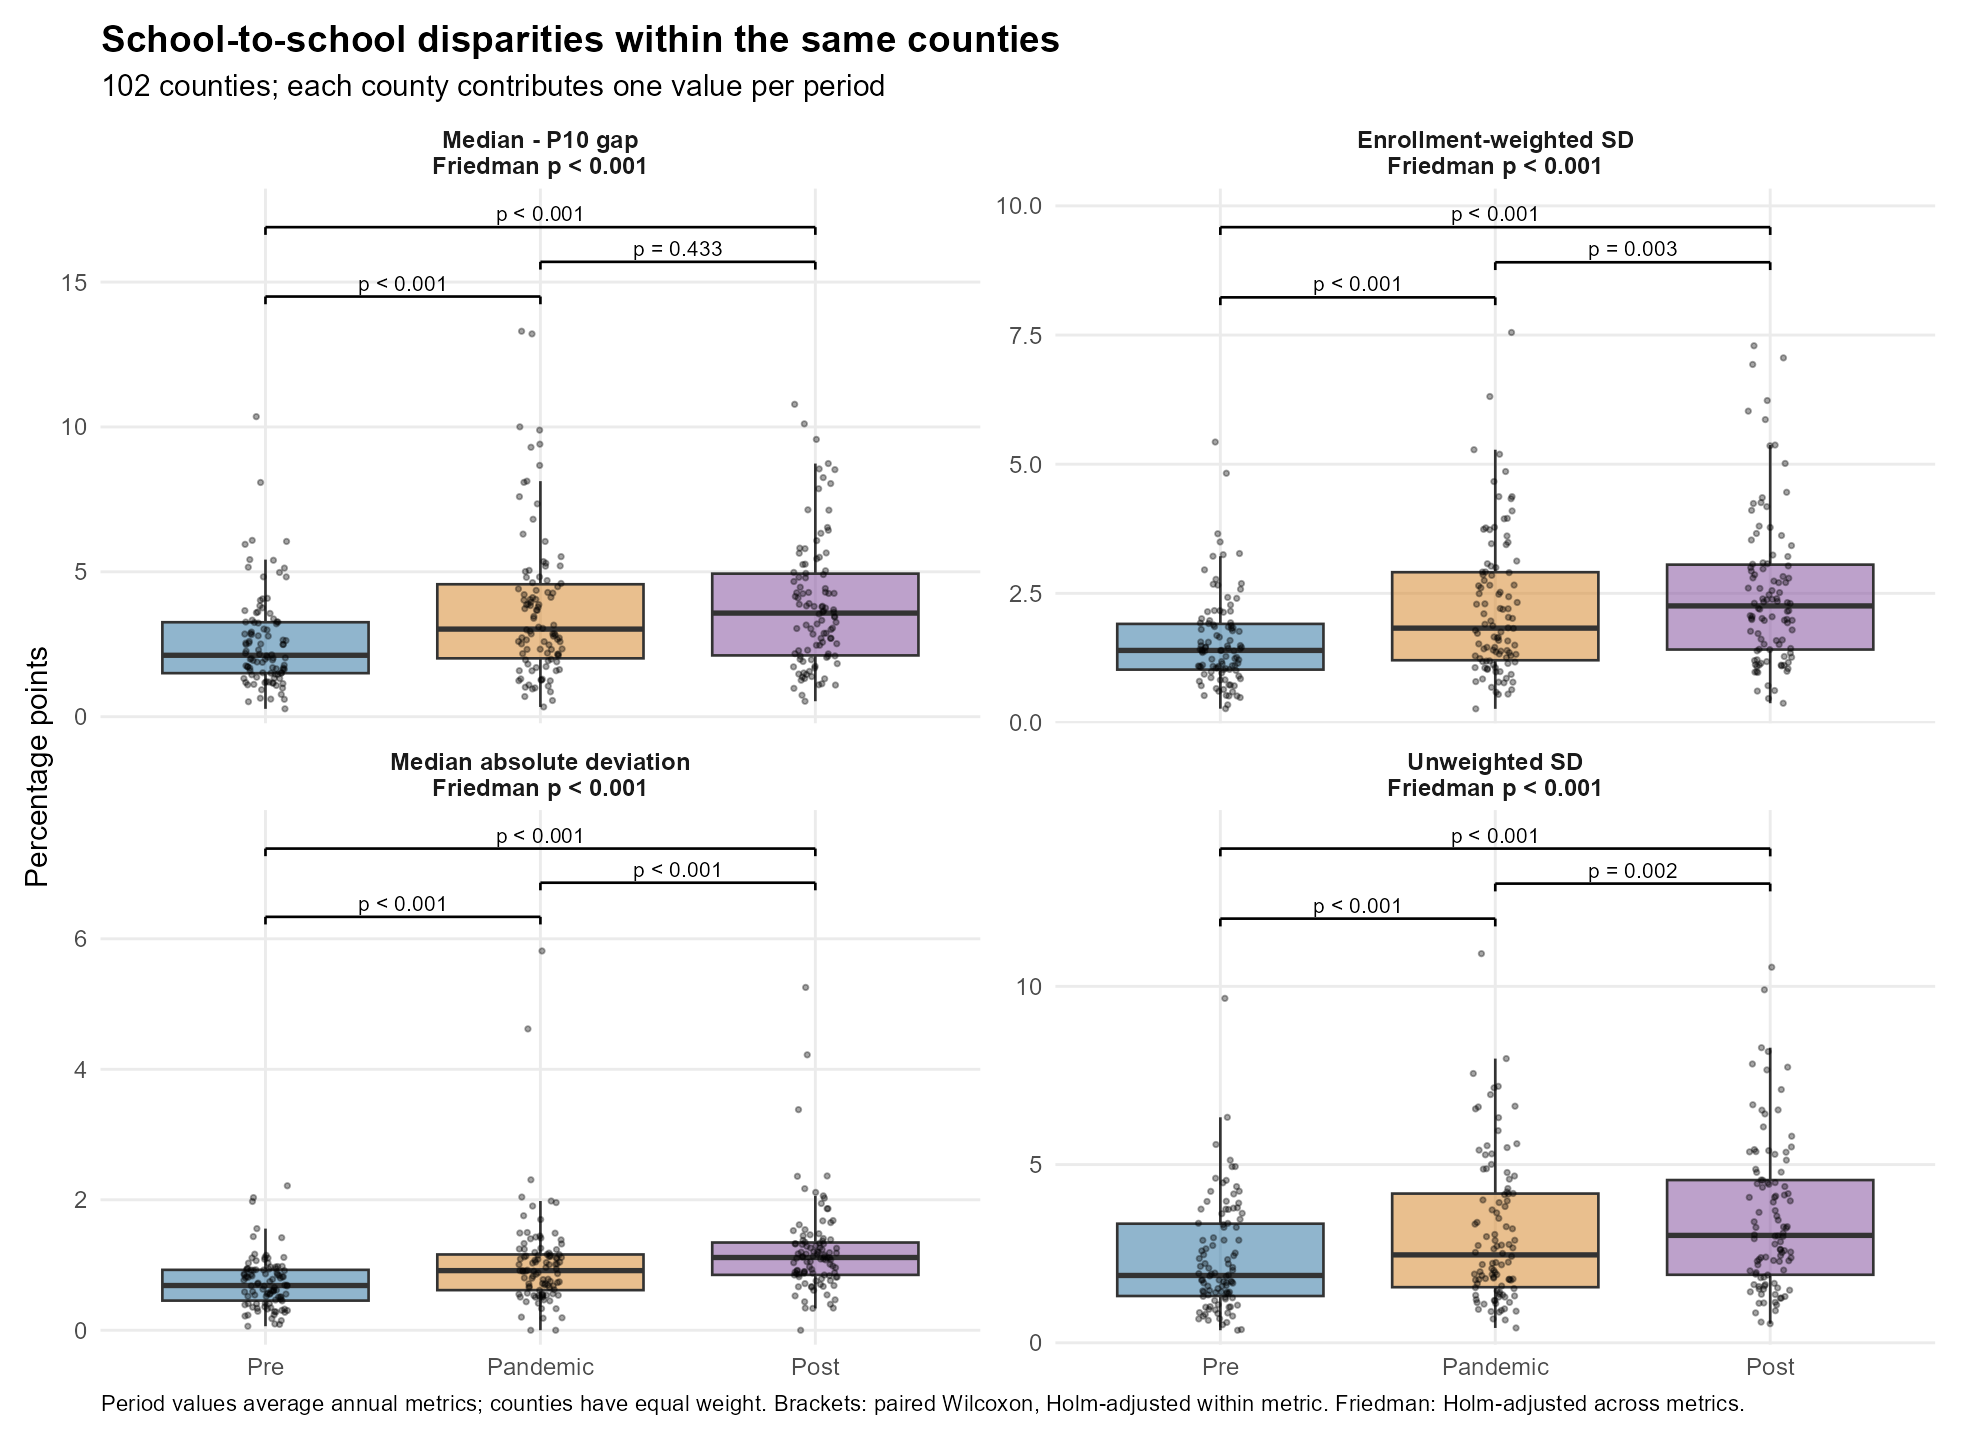 School-to-school disparities within the same counties
102 counties; each county contributes one value per period
Percentage points
Median - P10 gap
Friedman p < 0.001
p < 0.001
p = 0.433
p < 0.001
15
10
5
0
Enrollment-weighted SD
Friedman p < 0.001
10.0
p < 0.001
p = 0.003
p < 0.001
7.5
5.0
2.5
0.0
Median absolute deviation
Friedman p < 0.001
p < 0.001
p < 0.001
p < 0.001
6
4
2
0
Pre Pandemic Post
Unweighted SD
Friedman p < 0.001
p < 0.001
p = 0.002
p < 0.001
10
5
0
Pre Pandemic Post
Period values average annual metrics; counties have equal weight. Brackets: paired Wilcoxon, Holm-adjusted within metric. Friedman: Holm-adjusted across metrics.